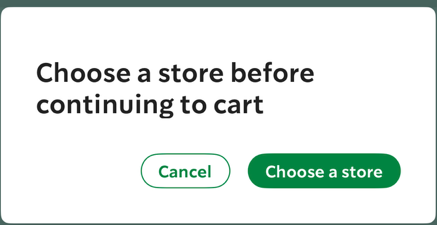 Choose a store before
continuing to cart
Cancel
Choose a store